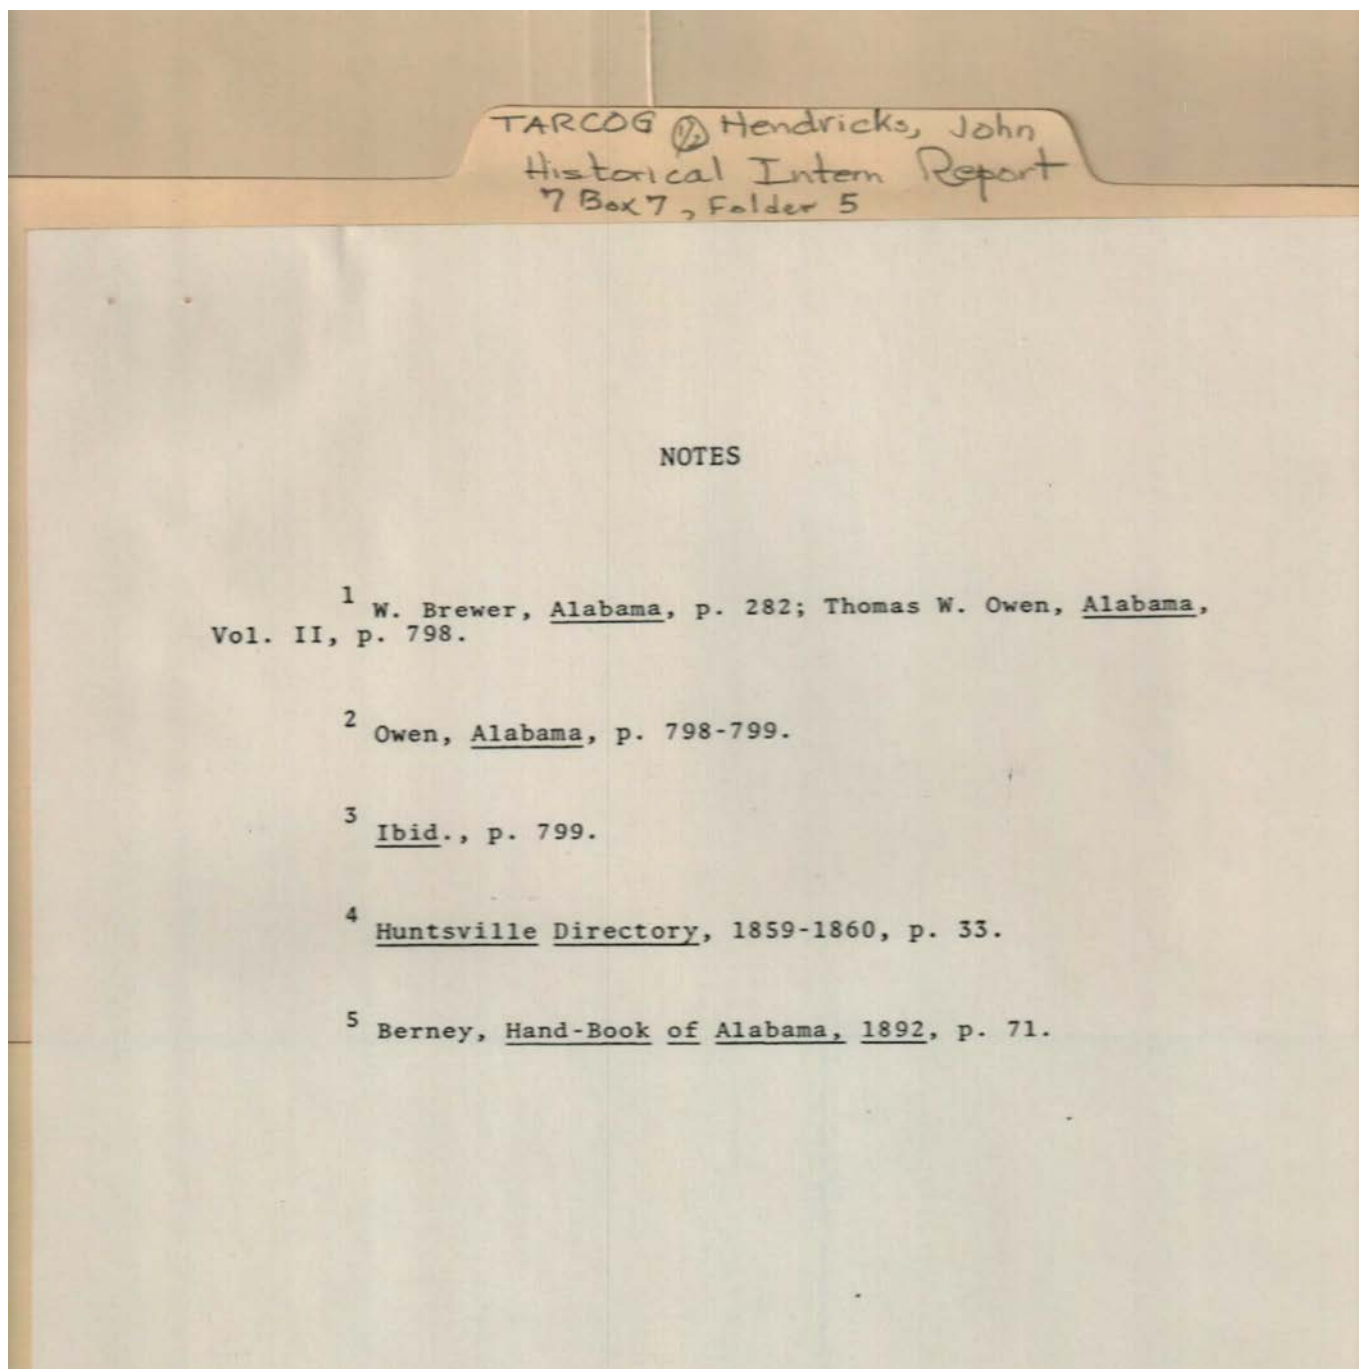 TARCOG 1/2 Hendricks, John
Historical Intern Report
7 Box 7, Folder 5
NOTES
1 W. Brewer, Alabama, p. 282; Thomas W. Owen, Alabama,
Vol. II, p. 798.
2 Owen, Alabama, p. 798-799.
3 Ibid., p. 799.
4 Huntsville Directory, 1859-1860, p. 33.
5 Berney, Hand-Book of Alabama, 1892, p. 71.